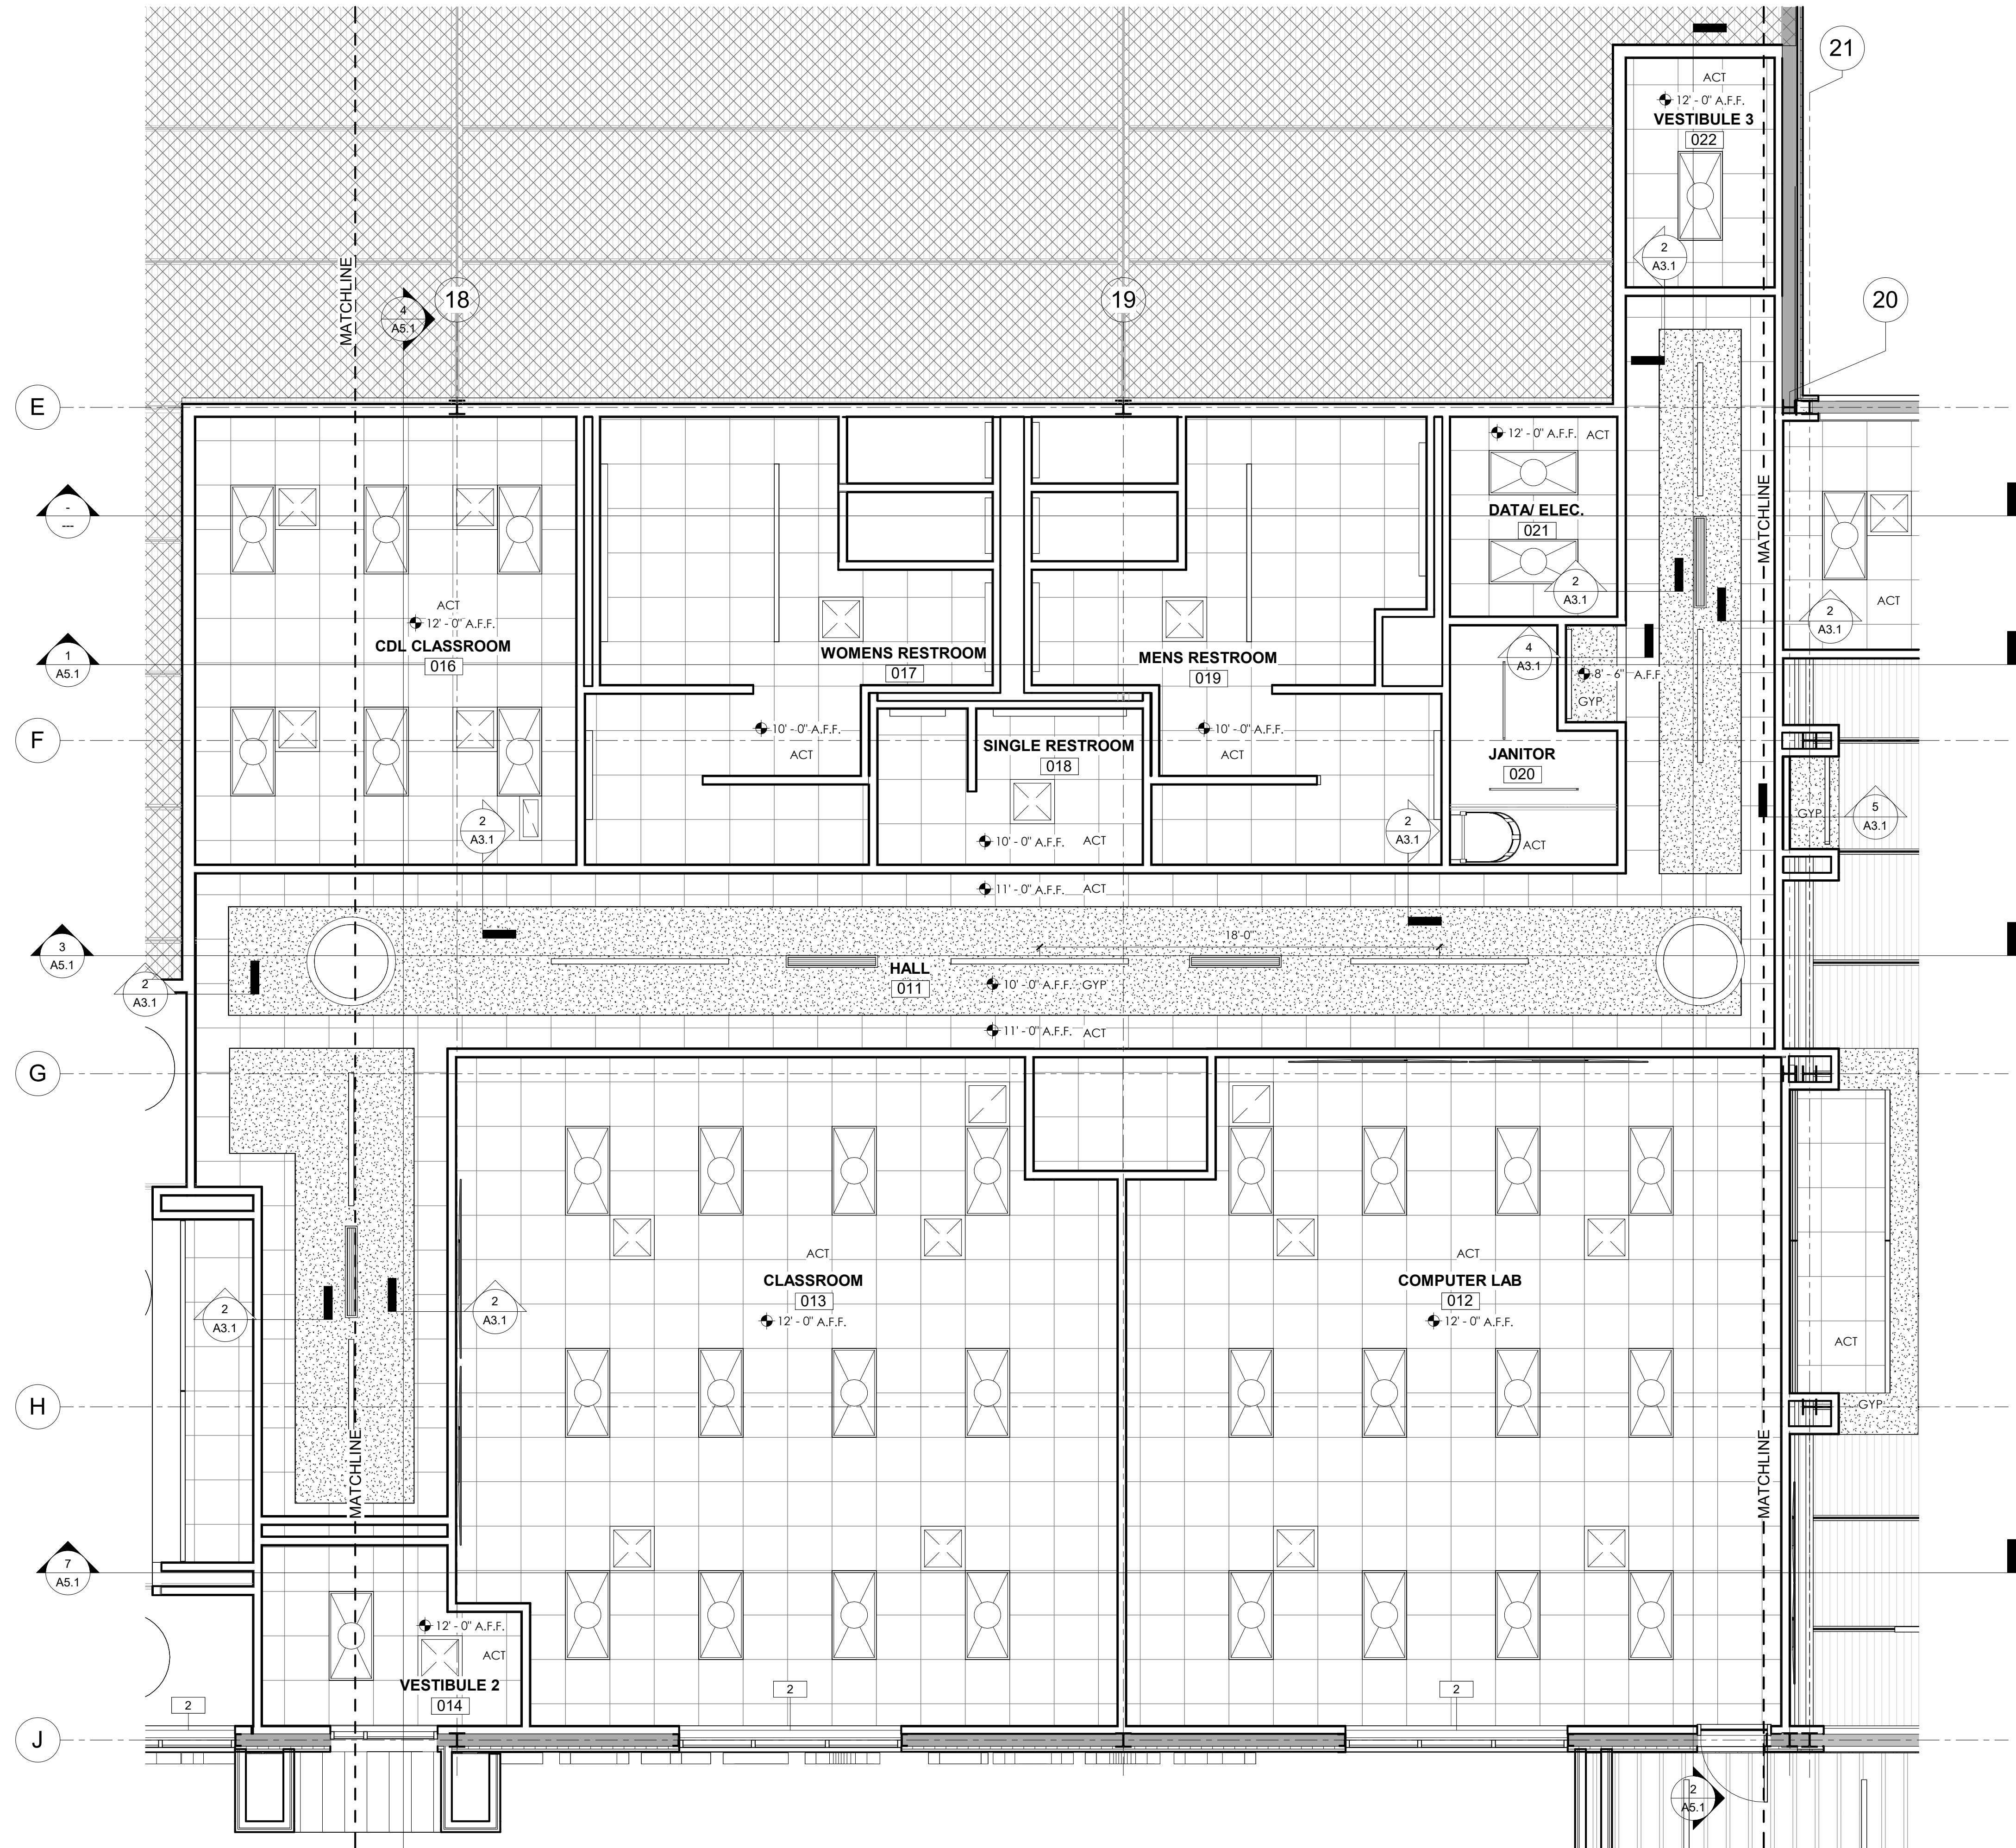 21
ACT
12' - 0" A.F.F.
VESTIBULE 3
022
2
A3.1
MATCHLINE
18
19
20
4
A5.1
E
12' - 0" A.F.F. ACT
DATA/ ELEC.
021
MATCHLINE
-
---
2
A3.1
ACT
2
A3.1
ACT
12' - 0" A.F.F.
CDL CLASSROOM
016
WOMENS RESTROOM
017
MENS RESTROOM
019
4
A3.1
8' - 6" A.F.F.
GYP
1
A5.1
F
10' - 0" A.F.F.
ACT
SINGLE RESTROOM
018
10' - 0" A.F.F.
ACT
JANITOR
020
2
A3.1
10' - 0" A.F.F. ACT
2
A3.1
ACT
GYP
5
A3.1
11' - 0" A.F.F. ACT
3
A5.1
18'-0"
HALL
011
10' - 0" A.F.F. GYP
2
A3.1
11' - 0" A.F.F. ACT
G
ACT
CLASSROOM
013
12' - 0" A.F.F.
ACT
COMPUTER LAB
012
12' - 0" A.F.F.
2
A3.1
2
A3.1
ACT
H
GYP
MATCHLINE
MATCHLINE
7
A5.1
12' - 0" A.F.F.
ACT
VESTIBULE 2
014
2
2
2
J
2
A5.1